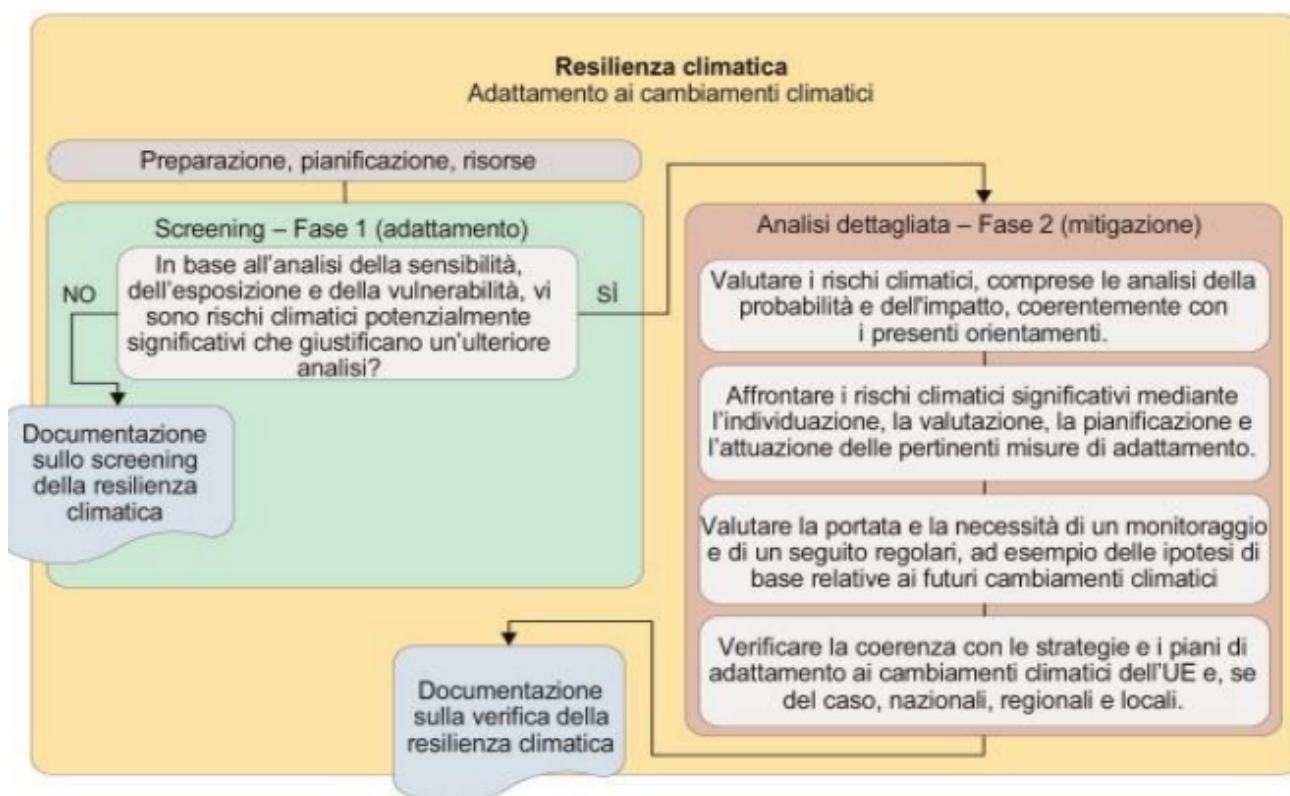 Resilienza climatica
Adattamento ai cambiamenti climatici
Preparazione, pianificazione, risorse
Screening – Fase 1 (adattamento)
In base all'analisi della sensibilità,
dell'esposizione e della vulnerabilità, vi
sono rischi climatici potenzialmente
significativi che giustificano un'ulteriore
analisi?
NO
SÌ
Documentazione
sullo screening
della resilienza
climatica
Analisi dettagliata – Fase 2 (mitigazione)
Valutare i rischi climatici, comprese le analisi della
probabilità e dell'impatto, coerentemente con
i presenti orientamenti.
Affrontare i rischi climatici significativi mediante
l'individuazione, la valutazione, la pianificazione e
l'attuazione delle pertinenti misure di adattamento.
Valutare la portata e la necessità di un monitoraggio
e di un seguito regolari, ad esempio delle ipotesi di
base relative ai futuri cambiamenti climatici
Verificare la coerenza con le strategie e i piani di
adattamento ai cambiamenti climatici dell'UE e, se
del caso, nazionali, regionali e locali.
Documentazione
sulla verifica della
resilienza climatica